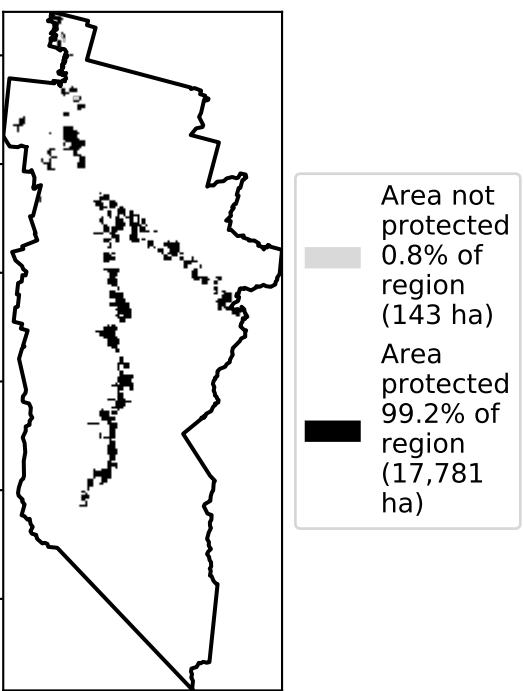 Area not
protected
0.8% of
region
(143 ha)
Area
protected
99.2% of
region
(17,781
ha)